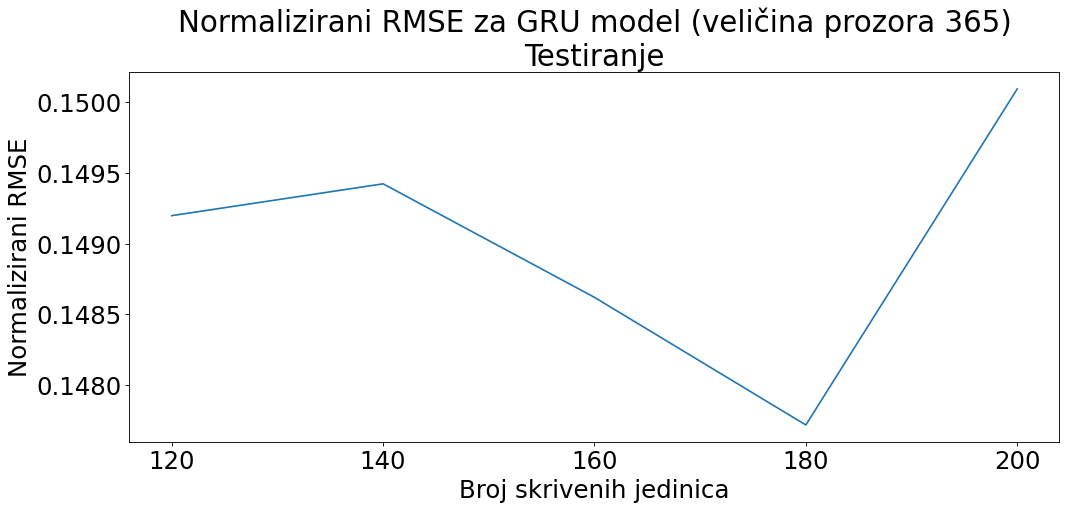 Normalizirani RMSE za GRU model (veličina prozora 365)
Testiranje
Normalizirani RMSE
0.1500
0.1495
0.1490
0.1485
0.1480
120 140 160 180 200
Broj skrivenih jedinica